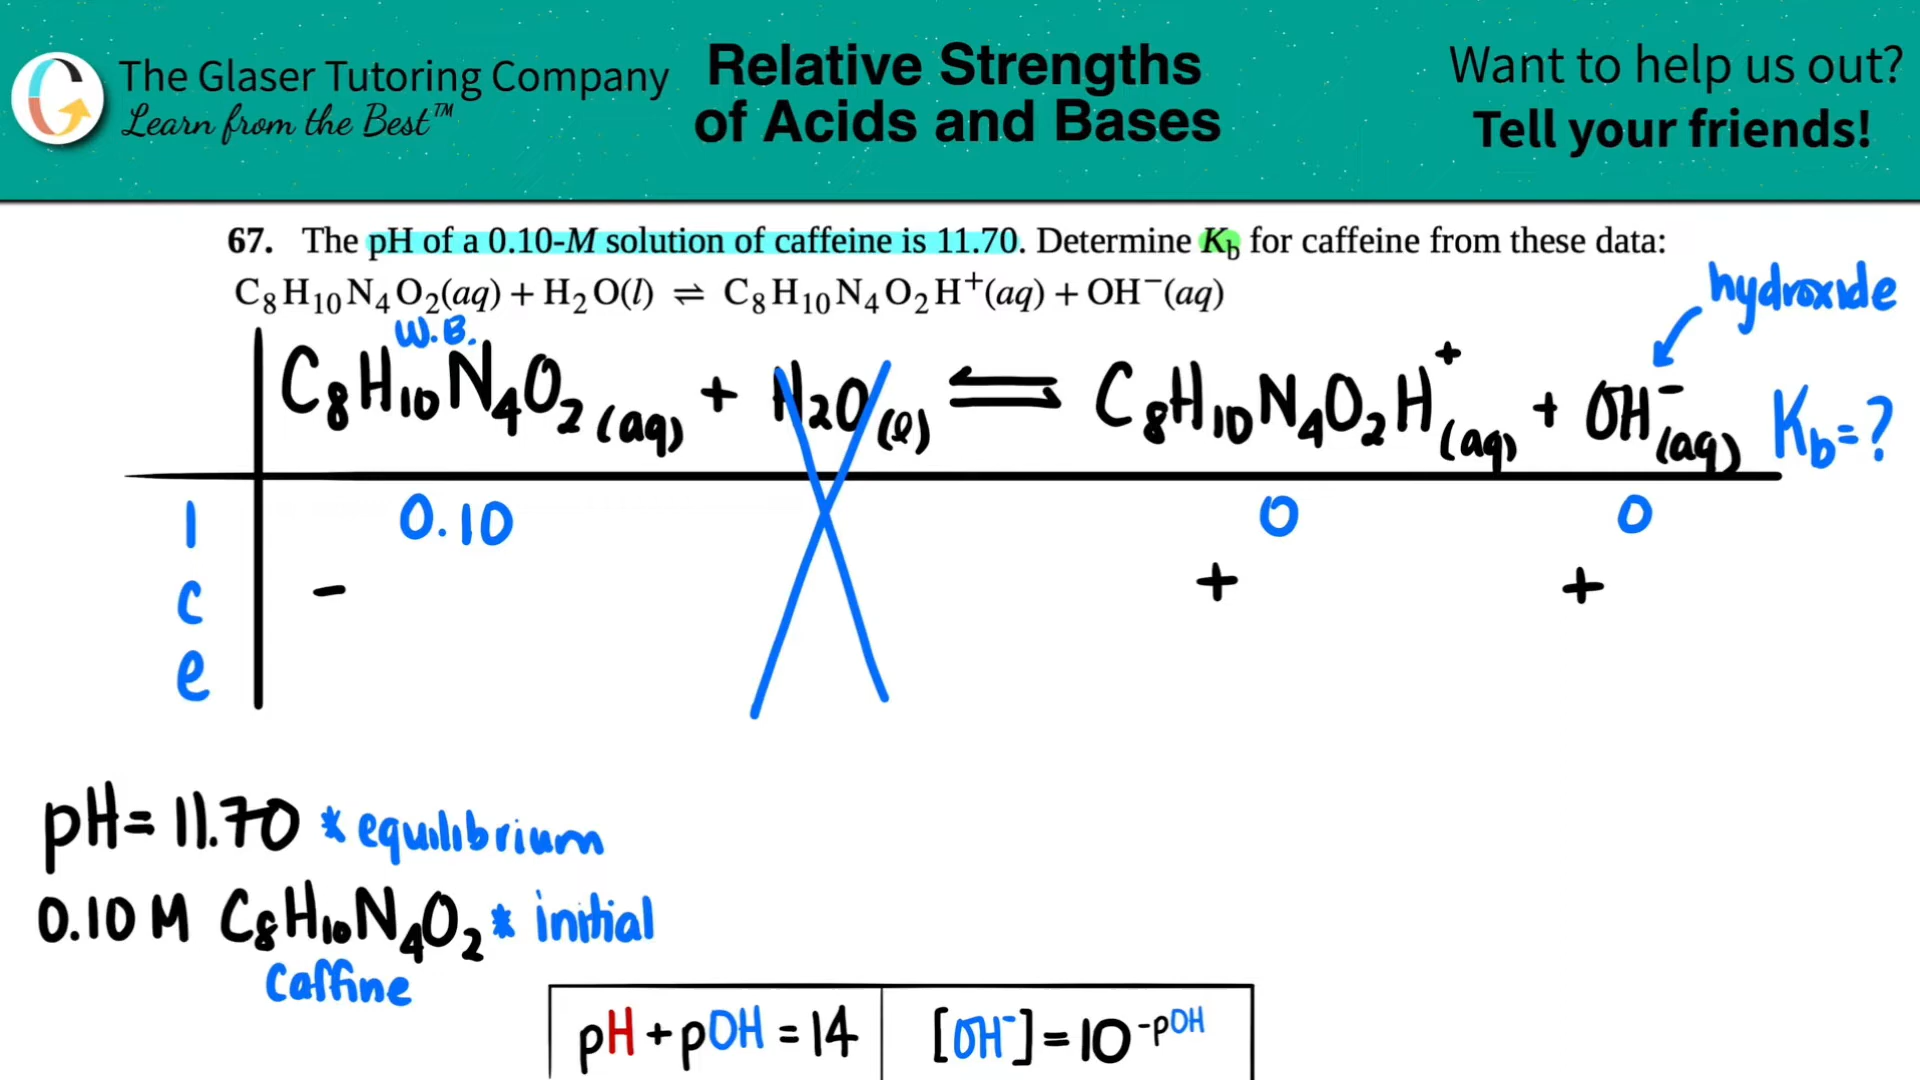 The Glaser Tutoring Company
Learn from the Best™
Relative Strengths
of Acids and Bases
Want to help us out?
Tell your friends!
67. The pH of a 0.10-M solution of caffeine is 11.70. Determine K_b for caffeine from these data:
C₈H₁₀N₄O₂(aq) + H₂O(l) ⇌ C₈H₁₀N₄O₂H⁺(aq) + OH⁻(aq)
hydroxide
W.B.
C₈H₁₀N₄O₂(aq) + H₂O(l) ⇌ C₈H₁₀N₄O₂H⁺(aq) + OH⁻(aq) K_b = ?
I 0.10 0 0
C - + +
e
pH = 11.70 * equilibrium
0.10 M C₈H₁₀N₄O₂ * initial
Caffine
pH + pOH = 14
[OH⁻] = 10^-pOH